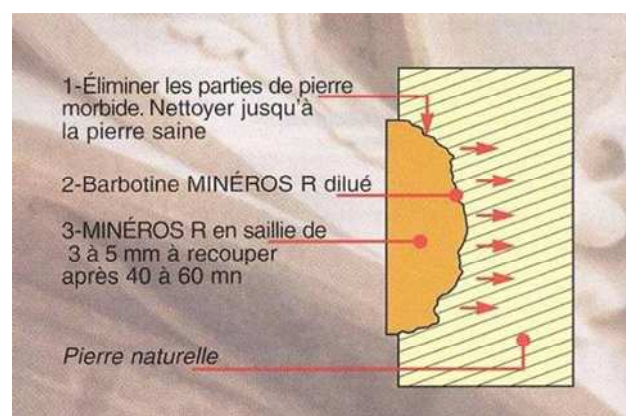 1-Éliminer les parties de pierre
morbide. Nettoyer jusqu'à
la pierre saine
2-Barbotine MINÉROS R dilué
3-MINÉROS R en saillie de
3 à 5 mm à recouper
après 40 à 60 mn
Pierre naturelle